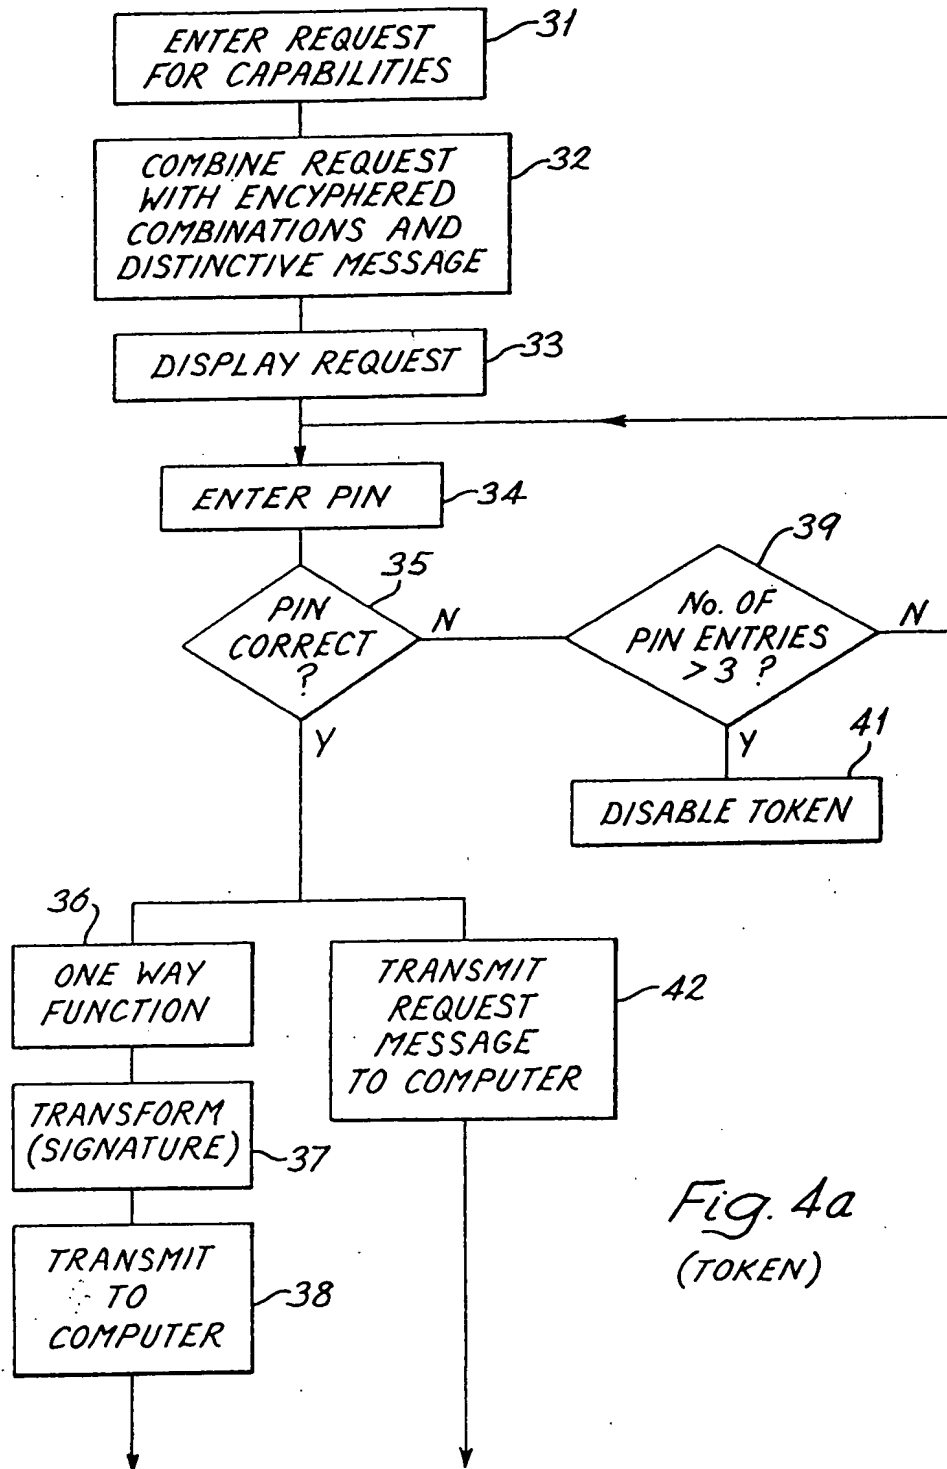 31
ENTER REQUEST
FOR CAPABILITIES
32
COMBINE REQUEST
WITH ENCYPHERED
COMBINATIONS AND
DISTINCTIVE MESSAGE
33
DISPLAY REQUEST
34
ENTER PIN
35
PIN
CORRECT
?
N
Y
39
No. OF
PIN ENTRIES
> 3 ?
N
Y
41
DISABLE TOKEN
36
ONE WAY
FUNCTION
42
TRANSMIT
REQUEST
MESSAGE
TO COMPUTER
TRANSFORM
(SIGNATURE)
37
TRANSMIT
TO
COMPUTER
38
Fig. 4a
(TOKEN)